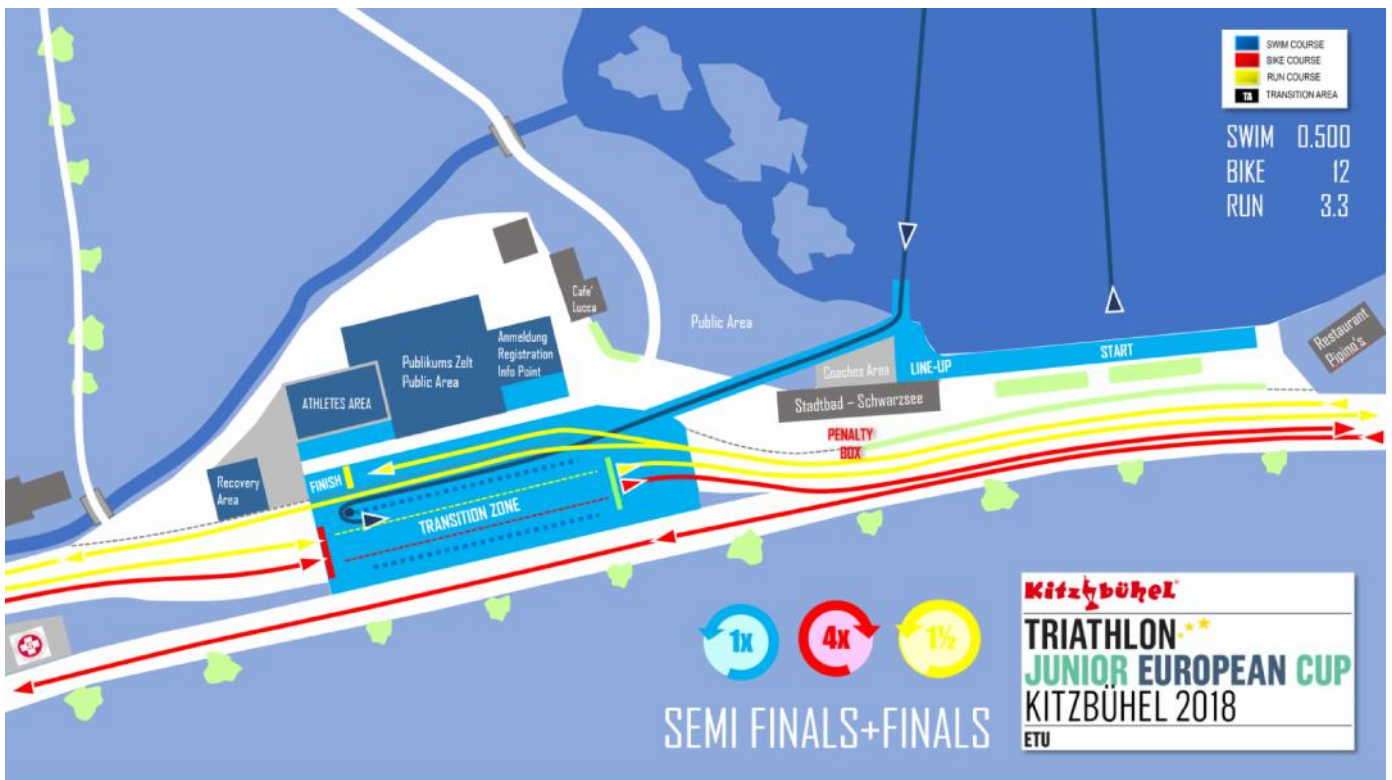 SWIM COURSE
BIKE COURSE
RUN COURSE
TA TRANSITION AREA
SWIM 0.500
BIKE 12
RUN 3.3
Cafe'
Lucca
Public Area
Anmeldung
Registration
Info Point
Publikums Zelt
Public Area
ATHLETES AREA
Coaches Area
LINE-UP
START
Restaurant
Pipino's
Stadtbad – Schwarzsee
PENALTY
BOX
Recovery
Area
FINISH
TRANSITION ZONE
1x
4x
1½
SEMI FINALS+FINALS
Kitzbühel
TRIATHLON
JUNIOR EUROPEAN CUP
KITZBÜHEL 2018
ETU